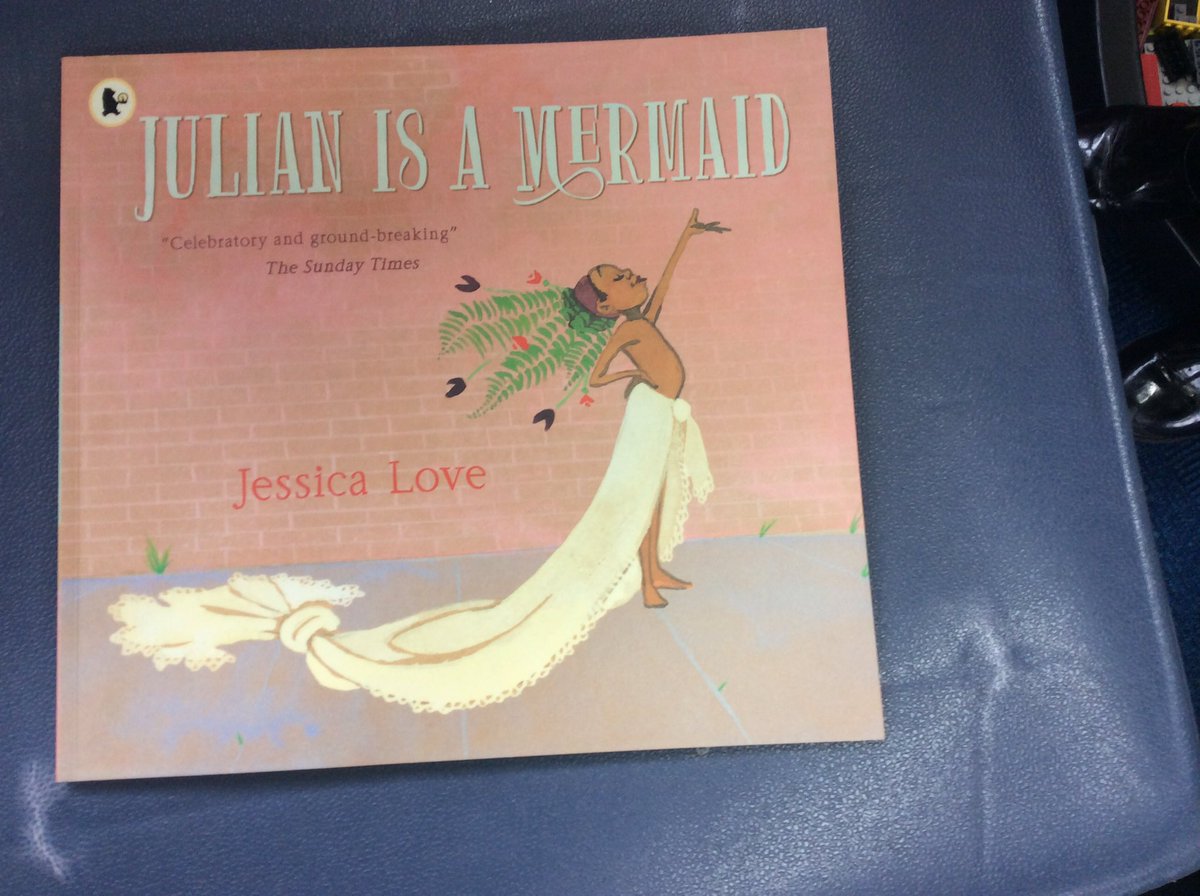 JULIAN IS A MERMAID
"Celebratory and ground-breaking"
The Sunday Times
Jessica Love